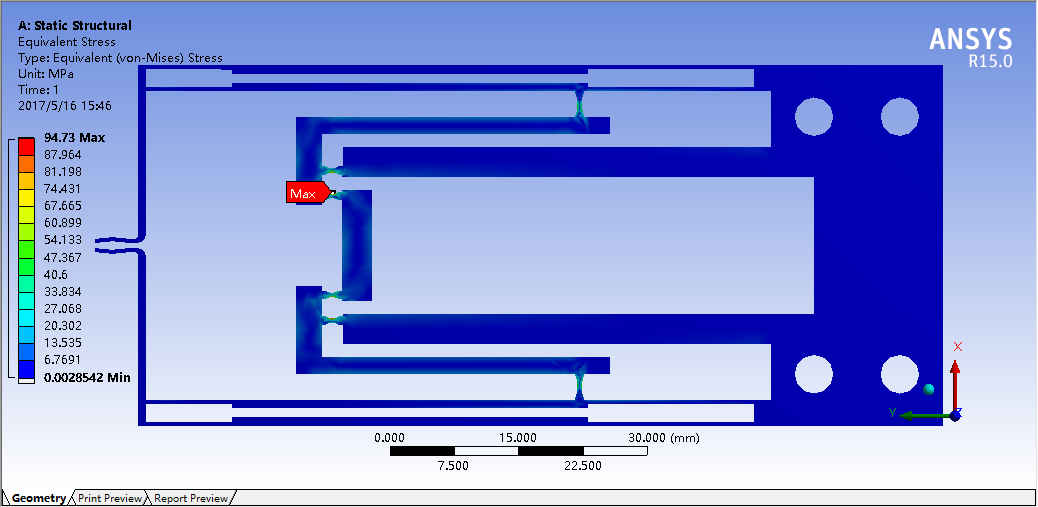 A: Static Structural
Equivalent Stress
Type: Equivalent (von-Mises) Stress
Unit: MPa
Time: 1
2017/5/16 15:46
ANSYS
R15.0
94.73 Max
87.964
81.198
74.431
67.665
60.899
54.133
47.367
40.6
33.834
27.068
20.302
13.535
6.7691
0.0028542 Min
Max
X
Y
Z
0.000 15.000 30.000 (mm)
7.500 22.500
Geometry Print Preview Report Preview